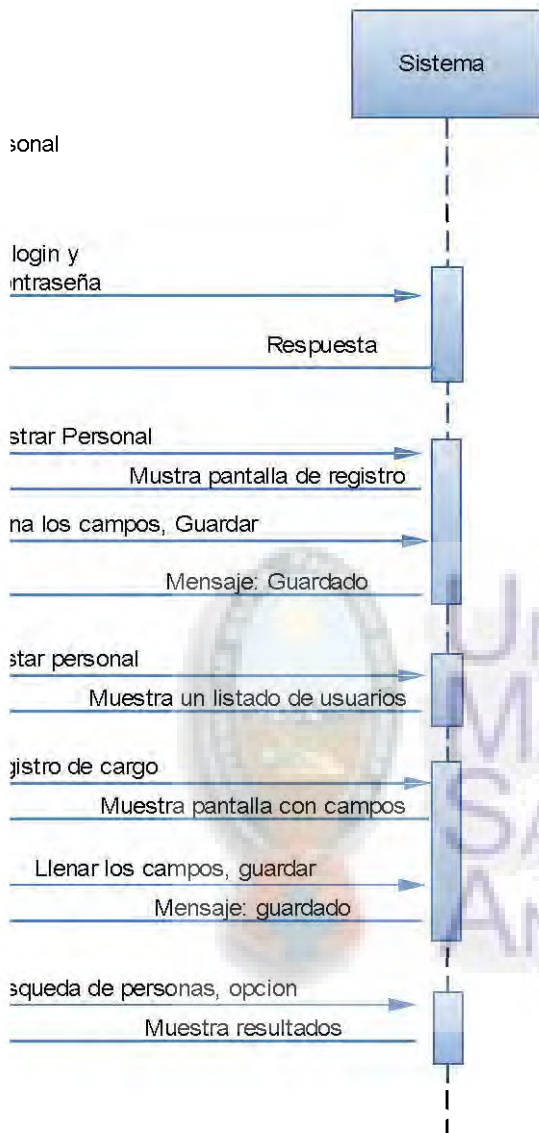 Sistema
sonal
login y
ontraseña
Respuesta
strar Personal
Mustra pantalla de registro
na los campos, Guardar
Mensaje: Guardado
star personal
Muestra un listado de usuarios
gistro de cargo
Muestra pantalla con campos
Llenar los campos, guardar
Mensaje: guardado
squeda de personas, opcion
Muestra resultados